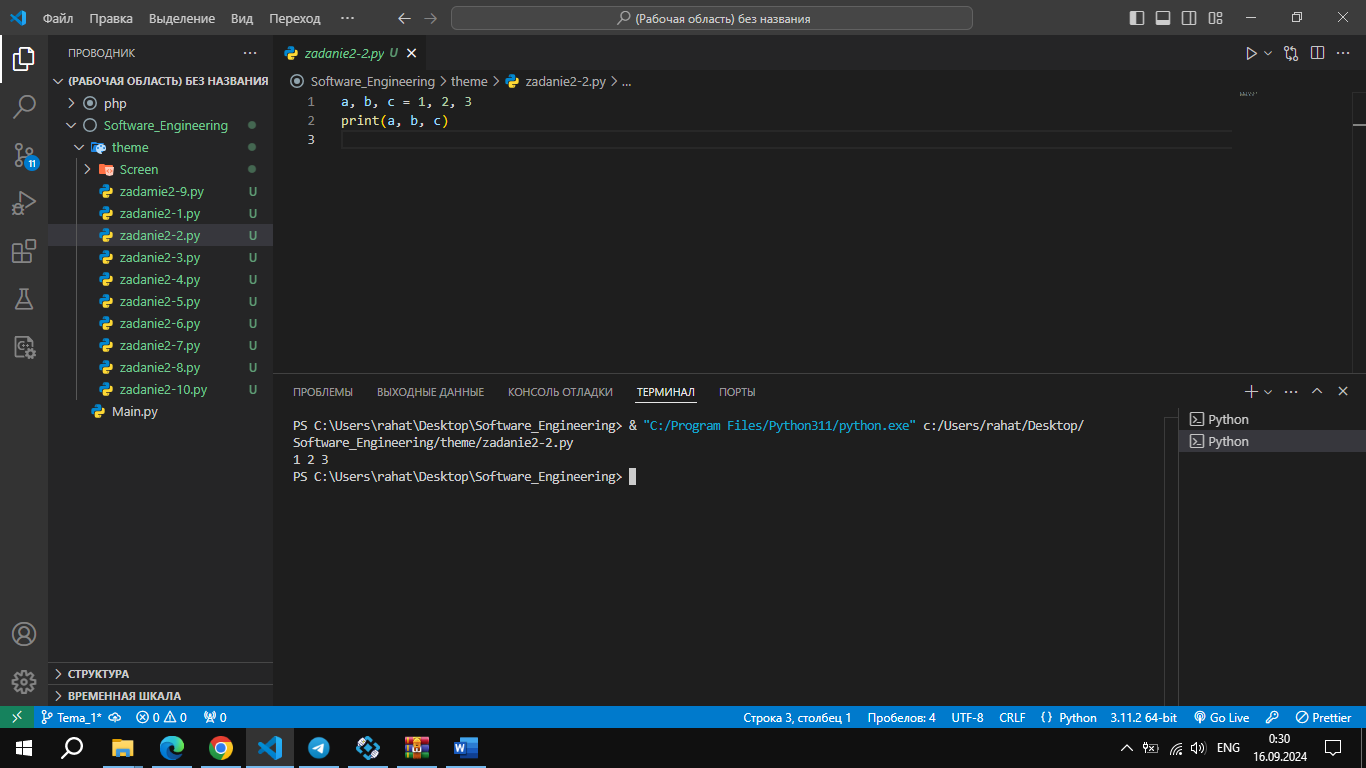 Файл Правка Выделение Вид Переход ···
(Рабочая область) без названия
ПРОВОДНИК ···
(РАБОЧАЯ ОБЛАСТЬ) БЕЗ НАЗВАНИЯ
php
Software_Engineering
theme
Screen
zadamie2-9.py U
zadanie2-1.py U
zadanie2-2.py U
zadanie2-3.py U
zadanie2-4.py U
zadanie2-5.py U
zadanie2-6.py U
zadanie2-7.py U
zadanie2-8.py U
zadanie2-10.py U
Main.py
СТРУКТУРА
ВРЕМЕННАЯ ШКАЛА
11
zadanie2-2.py U
Software_Engineering > theme > zadanie2-2.py > ...
1 a, b, c = 1, 2, 3
2 print(a, b, c)
3
ПРОБЛЕМЫ ВЫХОДНЫЕ ДАННЫЕ КОНСОЛЬ ОТЛАДКИ ТЕРМИНАЛ ПОРТЫ
PS C:\Users\rahat\Desktop\Software_Engineering> & "C:/Program Files/Python311/python.exe" c:/Users/rahat/Desktop/
Software_Engineering/theme/zadanie2-2.py
1 2 3
PS C:\Users\rahat\Desktop\Software_Engineering>
Python
Python
Tema_1* 0 0 0 Строка 3, столбец 1 Пробелов: 4 UTF-8 CRLF Python 3.11.2 64-bit Go Live Prettier
ENG
0:30
16.09.2024